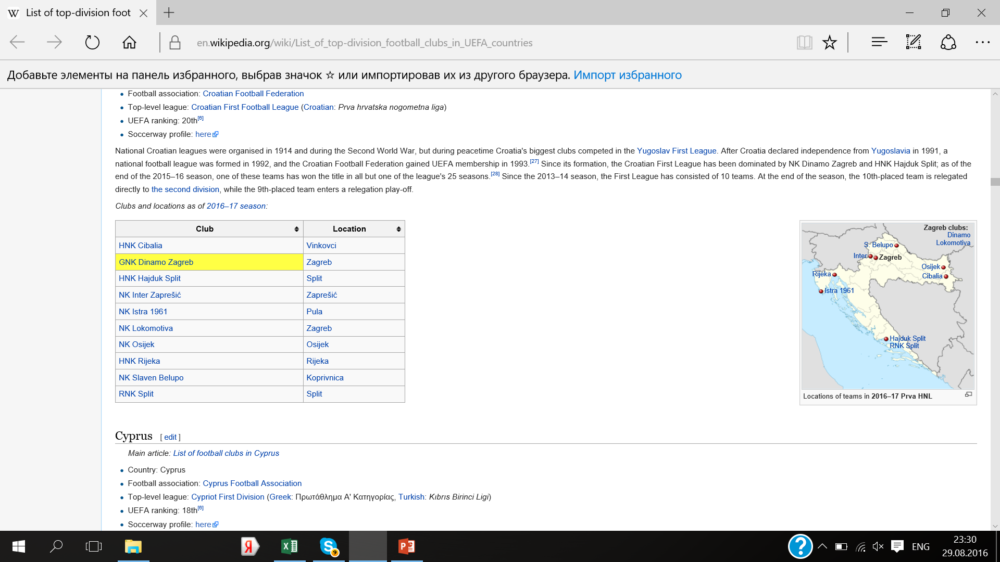 W List of top-division foot
en.wikipedia.org/wiki/List_of_top-division_football_clubs_in_UEFA_countries
Добавьте элементы на панель избранного, выбрав значок ☆ или импортировав их из другого браузера. Импорт избранного
• Football association: Croatian Football Federation
• Top-level league: Croatian First Football League (Croatian: Prva hrvatska nogometna liga)
• UEFA ranking: 20th[6]
• Soccerway profile: here
National Croatian leagues were organised in 1914 and during the Second World War, but during peacetime Croatia's biggest clubs competed in the Yugoslav First League. After Croatia declared independence from Yugoslavia in 1991, a
national football league was formed in 1992, and the Croatian Football Federation gained UEFA membership in 1993.[27] Since its formation, the Croatian First League has been dominated by NK Dinamo Zagreb and HNK Hajduk Split; as of the
end of the 2015–16 season, one of these teams has won the title in all but one of the league's 25 seasons.[28] Since the 2013–14 season, the First League has consisted of 10 teams. At the end of the season, the 10th-placed team is relegated
directly to the second division, while the 9th-placed team enters a relegation play-off.
Clubs and locations as of 2016–17 season:
Club Location
HNK Cibalia Vinkovci
GNK Dinamo Zagreb Zagreb
HNK Hajduk Split Split
NK Inter Zaprešić Zaprešić
NK Istra 1961 Pula
NK Lokomotiva Zagreb
NK Osijek Osijek
HNK Rijeka Rijeka
NK Slaven Belupo Koprivnica
RNK Split Split
Zagreb clubs:
Dinamo
Lokomotiva
S. Belupo
Inter Zagreb
Osijek
Rijeka Cibalia
Istra 1961
Hajduk Split
RNK Split
Locations of teams in 2016–17 Prva HNL
Cyprus [ edit ]
Main article: List of football clubs in Cyprus
• Country: Cyprus
• Football association: Cyprus Football Association
• Top-level league: Cypriot First Division (Greek: Πρωτάθλημα Α' Κατηγορίας, Turkish: Kıbrıs Birinci Ligi)
• UEFA ranking: 18th[6]
• Soccerway profile: here
Я X S 9 P ? ENG 23:30
29.08.2016